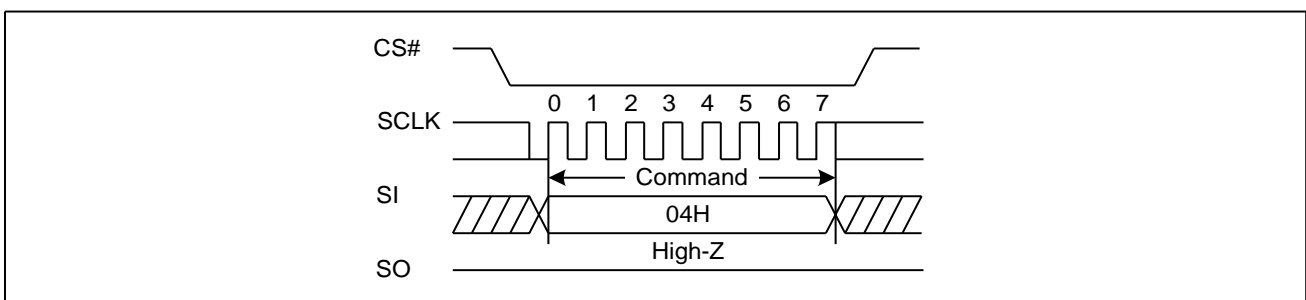 CS#
0 1 2 3 4 5 6 7
SCLK
Command
SI
04H
High-Z
SO